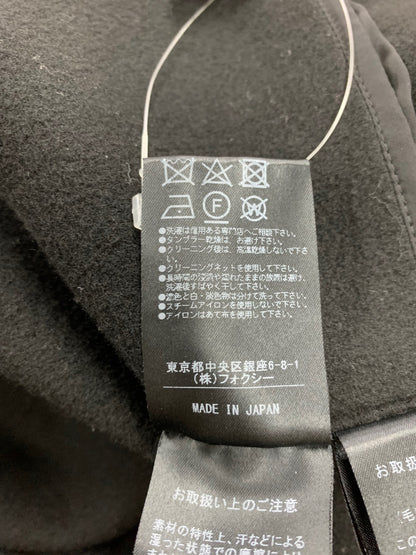 ●洗濯は信用ある専門店へご相談下さい。
●タンブラー乾燥は、お避け下さい。
●クリーニング後は、高温乾燥しないで下さい。
●クリーニングネットを使用して下さい。
●長時間の浸漬や濡れたままの放置は避け、洗濯後すばやく干して下さい。
●濃色と白・淡色物は分けて洗って下さい。
●スチームアイロンを使用しないで下さい。
●アイロンはあて布を使用して下さい。
東京都中央区銀座6-8-1
(株)フォクシー
MADE IN JAPAN
お取扱い上のご注意
素材の特性上、汗などによる
湿った状態での摩擦により
お取扱
「毛
この